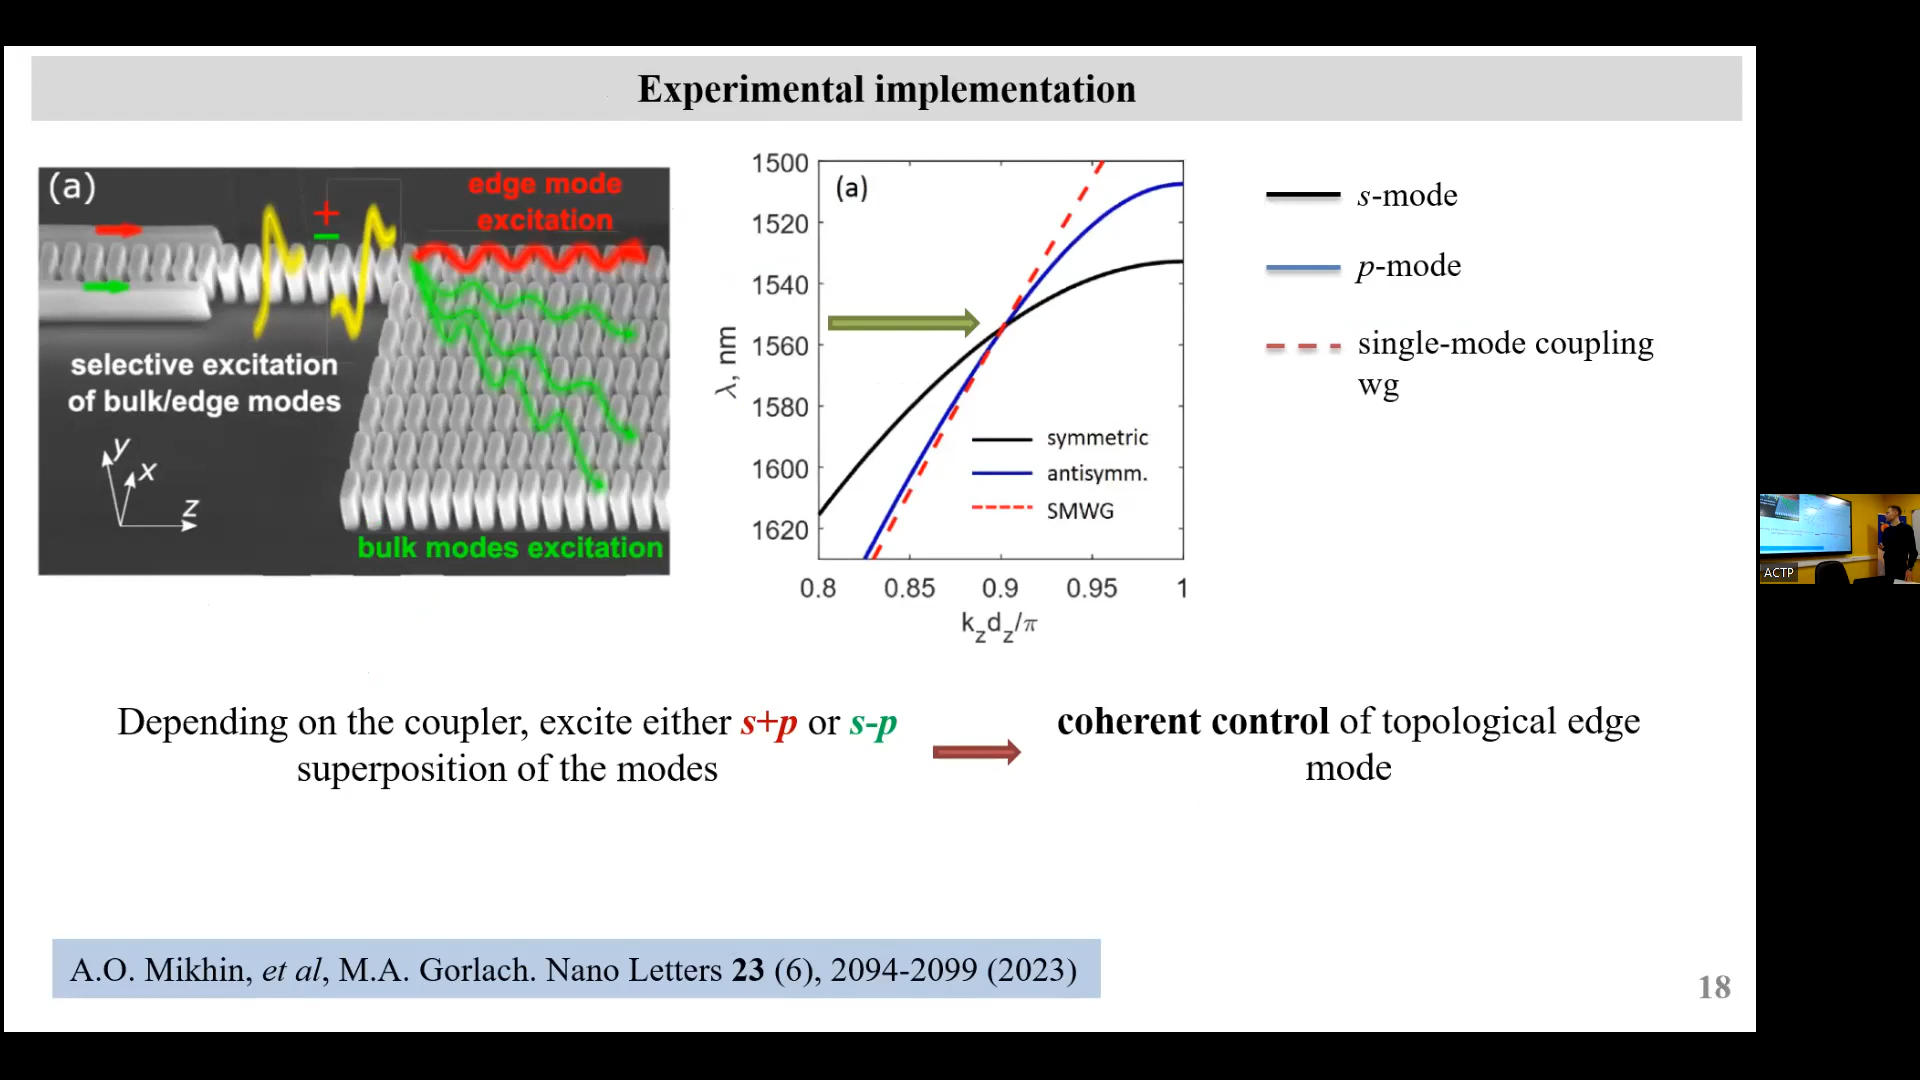 Experimental implementation
(a)
+
−
edge mode
excitation
selective excitation
of bulk/edge modes
y
x
z
bulk modes excitation
(a)
1500
1520
1540
1560
1580
1600
1620
λ, nm
symmetric
antisymm.
SMWG
0.8
0.85
0.9
0.95
1
k_z d_z/π
s-mode
p-mode
single-mode coupling
wg
Depending on the coupler, excite either s+p or s-p
superposition of the modes
coherent control of topological edge
mode
A.O. Mikhin, et al, M.A. Gorlach. Nano Letters 23 (6), 2094-2099 (2023)
18
ACTP